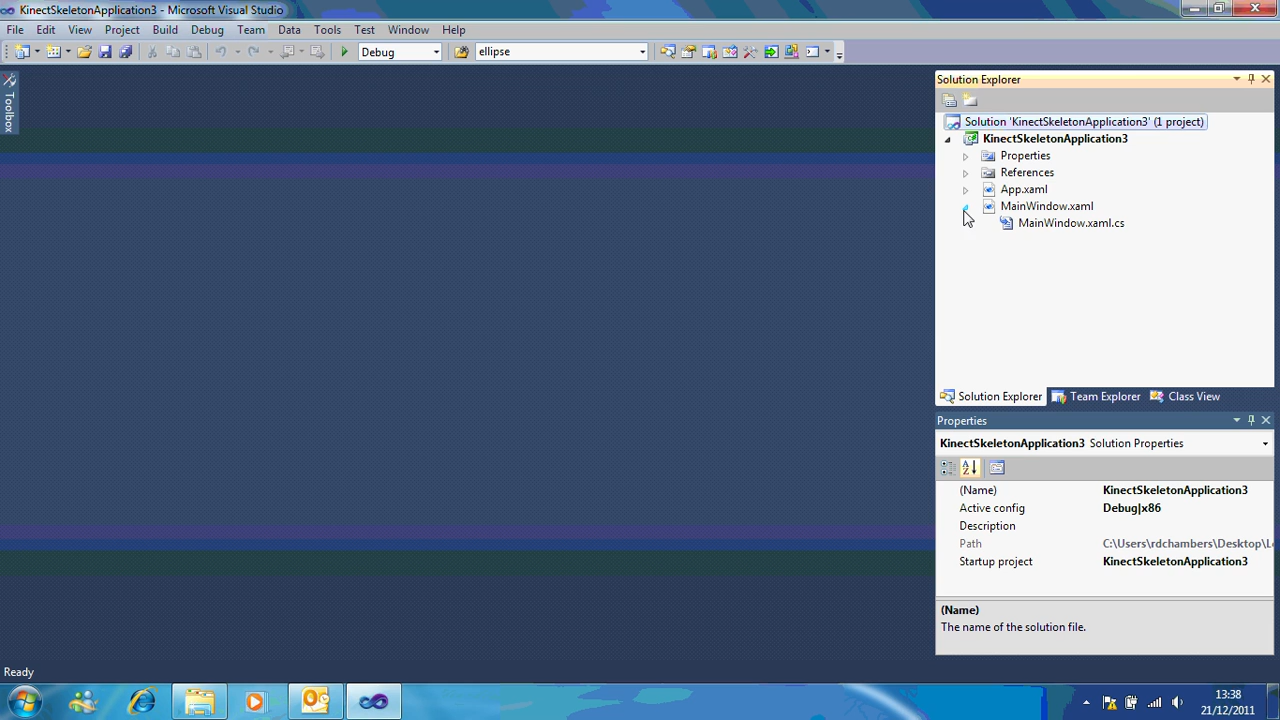 KinectSkeletonApplication3 - Microsoft Visual Studio
File Edit View Project Build Debug Team Data Tools Test Window Help
Debug ellipse
Toolbox
Solution Explorer
Solution 'KinectSkeletonApplication3' (1 project)
KinectSkeletonApplication3
Properties
References
App.xaml
MainWindow.xaml
MainWindow.xaml.cs
Solution Explorer Team Explorer Class View
Properties
KinectSkeletonApplication3 Solution Properties
(Name) KinectSkeletonApplication3
Active config Debug|x86
Description
Path C:\Users\rdchambers\Desktop\L
Startup project KinectSkeletonApplication3
(Name)
The name of the solution file.
Ready
13:38
21/12/2011